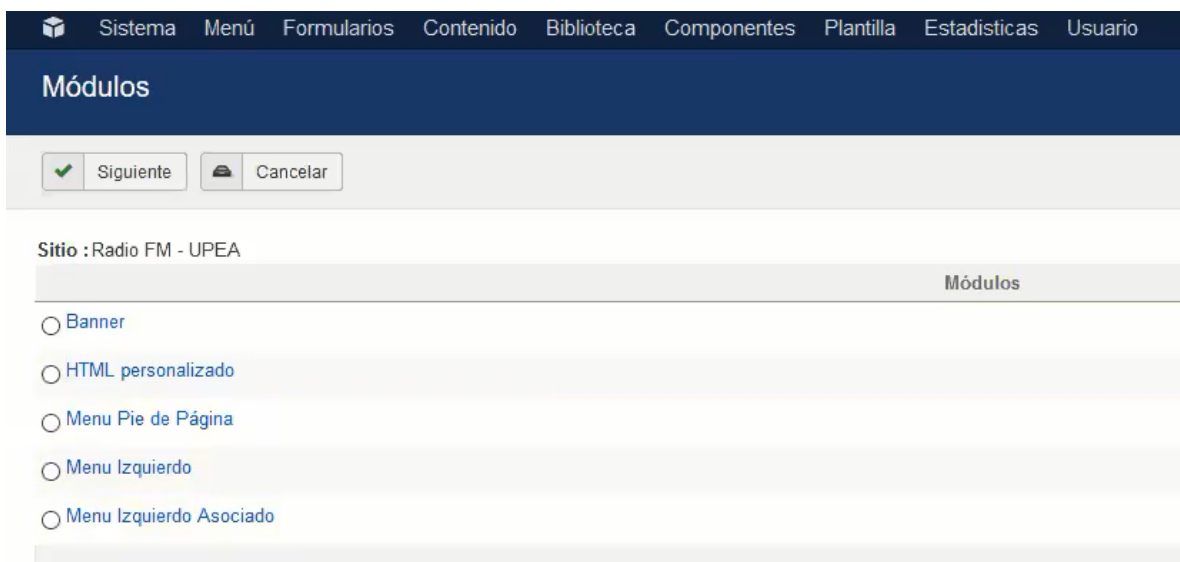 Sistema Menú Formularios Contenido Biblioteca Componentes Plantilla Estadisticas Usuario
Módulos
Siguiente Cancelar
Sitio : Radio FM - UPEA
Módulos
Banner
HTML personalizado
Menu Pie de Página
Menu Izquierdo
Menu Izquierdo Asociado